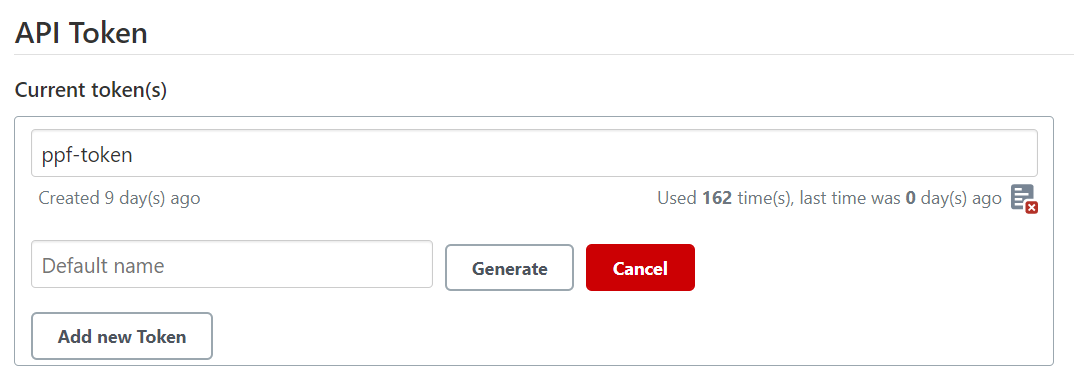 API Token
Current token(s)
ppf-token
Created 9 day(s) ago
Used 162 time(s), last time was 0 day(s) ago
Default name
Generate
Cancel
Add new Token